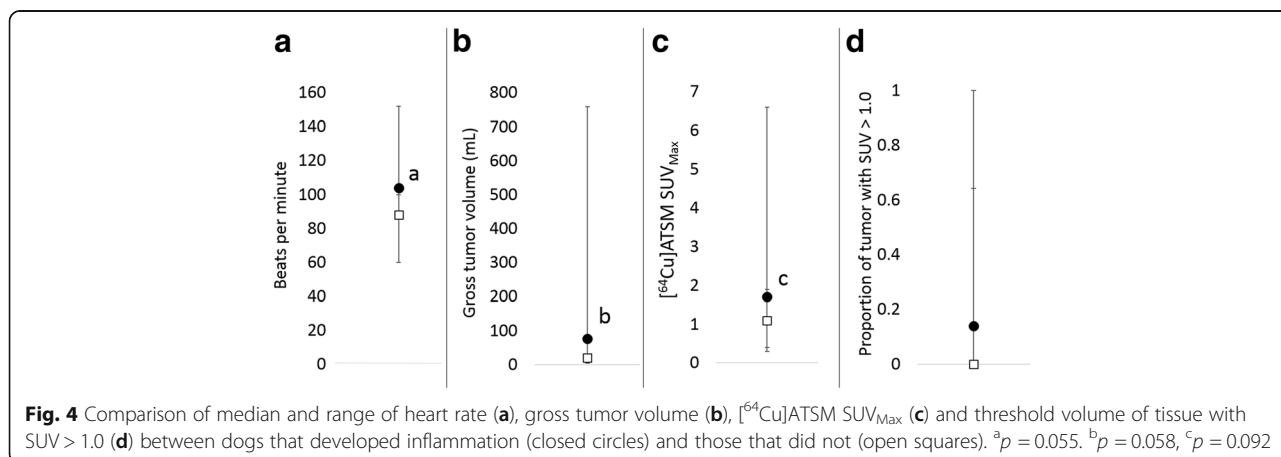 a
b
c
d
Beats per minute
160
140
120
100
80
60
40
20
0
a
Gross tumor volume (mL)
800
700
600
500
400
300
200
100
0
b
[⁶⁴Cu]ATSM SUV_Max
7
6
5
4
3
2
1
0
c
Proportion of tumor with SUV > 1.0
1
0.8
0.6
0.4
0.2
0
Fig. 4 Comparison of median and range of heart rate (a), gross tumor volume (b), [⁶⁴Cu]ATSM SUV_Max (c) and threshold volume of tissue with
SUV > 1.0 (d) between dogs that developed inflammation (closed circles) and those that did not (open squares). ᵃp = 0.055. ᵇp = 0.058, ᶜp = 0.092